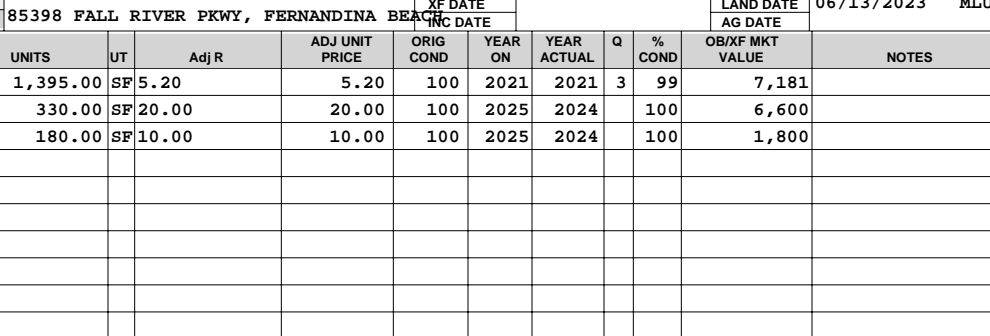 XF DATE LAND DATE 06/13/2023 MLU
85398 FALL RIVER PKWY, FERNANDINA BEACH INC DATE AG DATE
UNITS UT Adj R ADJ UNIT PRICE ORIG COND YEAR ON YEAR ACTUAL Q % COND OB/XF MKT VALUE NOTES
1,395.00 SF 5.20 5.20 100 2021 2021 3 99 7,181
330.00 SF 20.00 20.00 100 2025 2024 100 6,600
180.00 SF 10.00 10.00 100 2025 2024 100 1,800